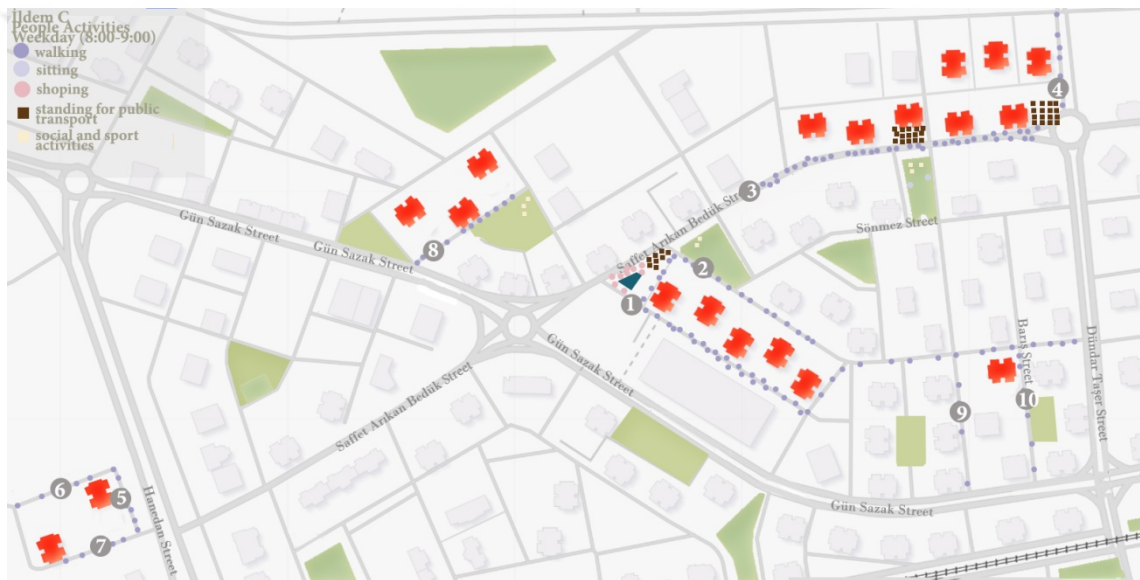 İldem C
People Activities
Weekday (8:00-9:00)
walking
sitting
shoping
standing for public
transport
social and sport
activities
4
3
Saffet Arıkan Bedük Street
Sönmez Street
Gün Sazak Street
Gün Sazak Street
8
2
1
Gün Sazak Street
Barış Street
Dündar Taşer Street
Saffet Arıkan Bedük Street
9
10
6
5
7
Hanedan Street
Gün Sazak Street